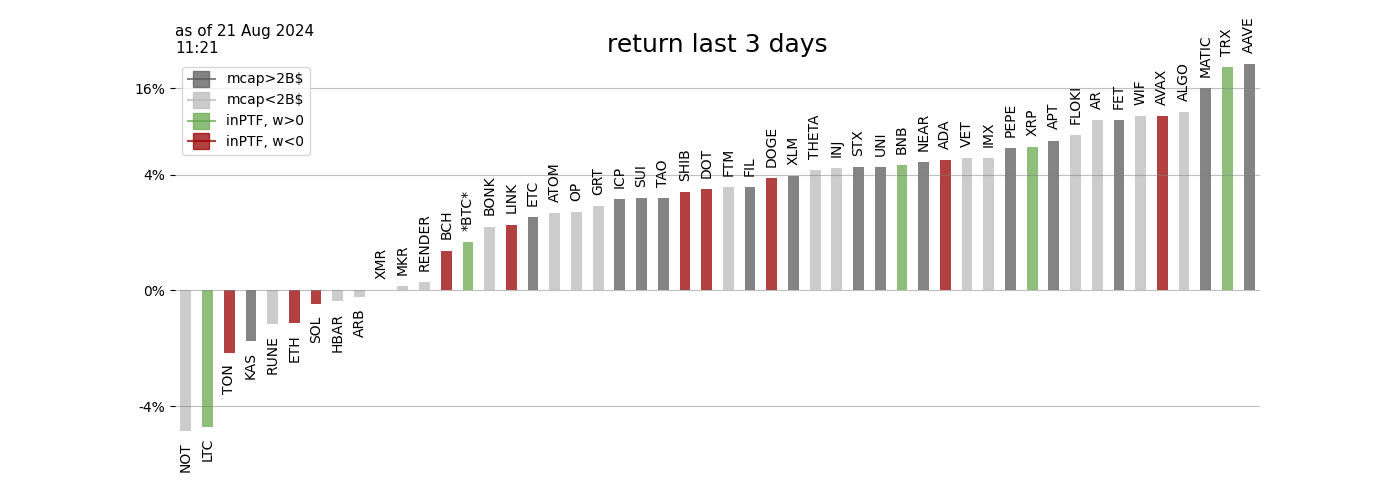 as of 21 Aug 2024
11:21
return last 3 days
mcap>2B$
mcap<2B$
inPTF, w>0
inPTF, w<0
16%
4%
0%
-4%
NOT
LTC
TON
KAS
RUNE
ETH
SOL
HBAR
ARB
XMR
MKR
RENDER
BCH
*BTC*
BONK
LINK
ETC
ATOM
OP
GRT
ICP
SUI
TAO
SHIB
DOT
FTM
FIL
DOGE
XLM
THETA
INJ
STX
UNI
BNB
NEAR
ADA
VET
IMX
PEPE
XRP
APT
FLOKI
AR
FET
WIF
AVAX
ALGO
MATIC
TRX
AAVE